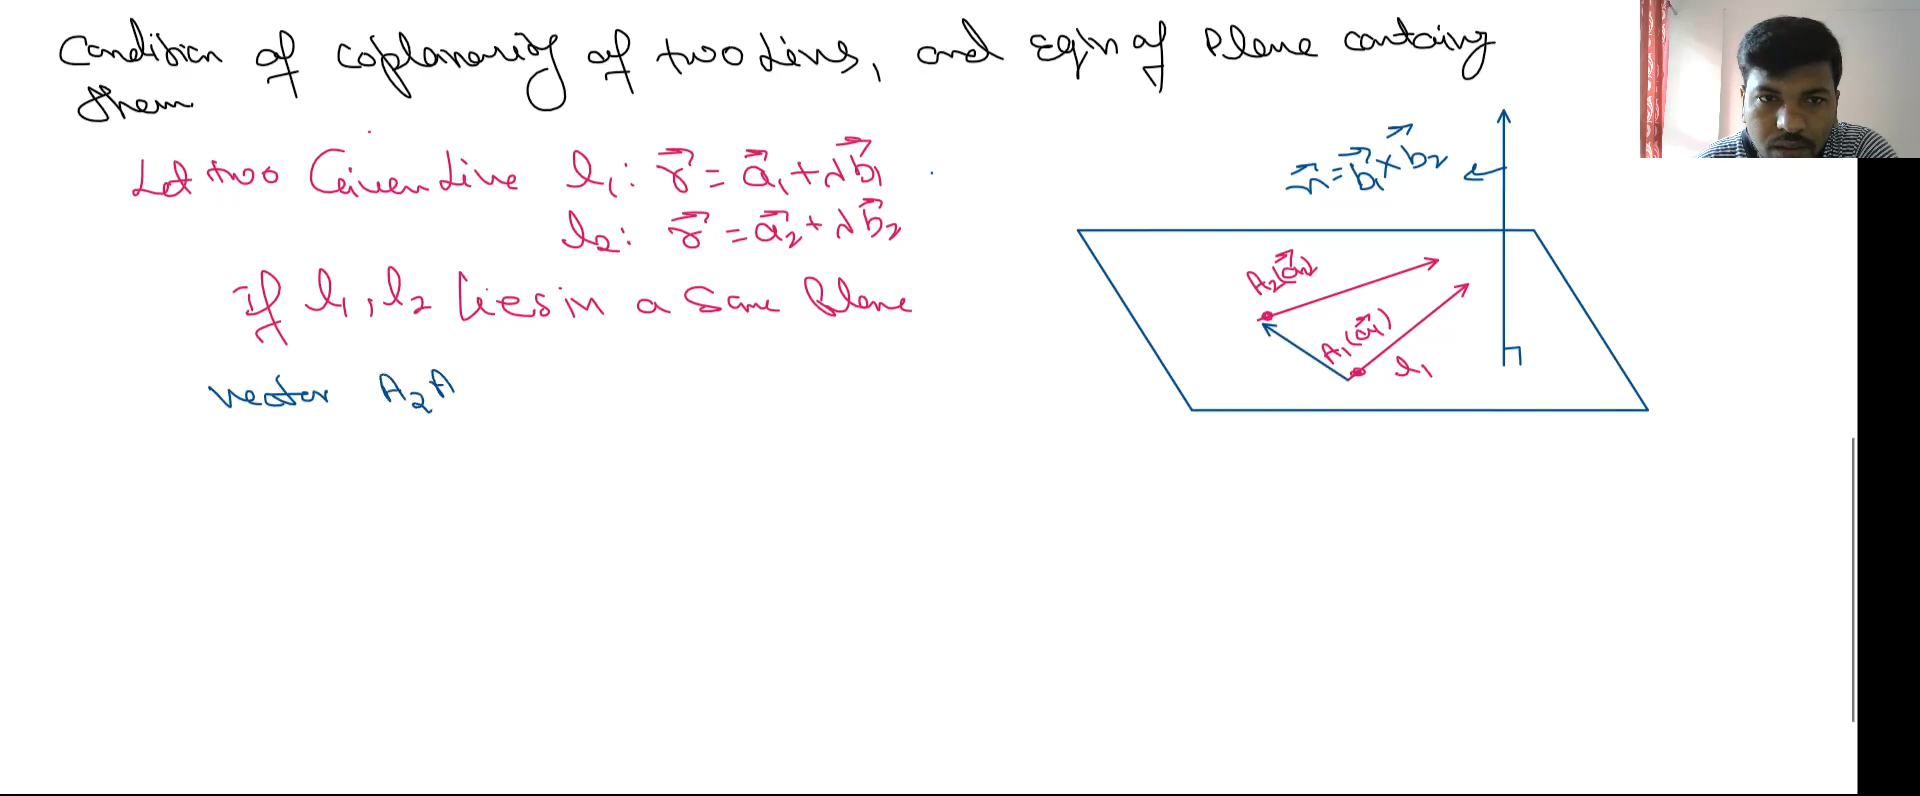 Condition of coplanarity of two lines, and Eqn of Plane containg
them
Let two Given Line l₁: r⃗ = a⃗₁ + λb⃗₁
l₂: r⃗ = a⃗₂ + λb⃗₂
If l₁, l₂ lies in a same plane
vector A₂A
n⃗ = b⃗₁ × b⃗₂
A₂(a⃗₂)
A₁(a⃗₁)
l₁